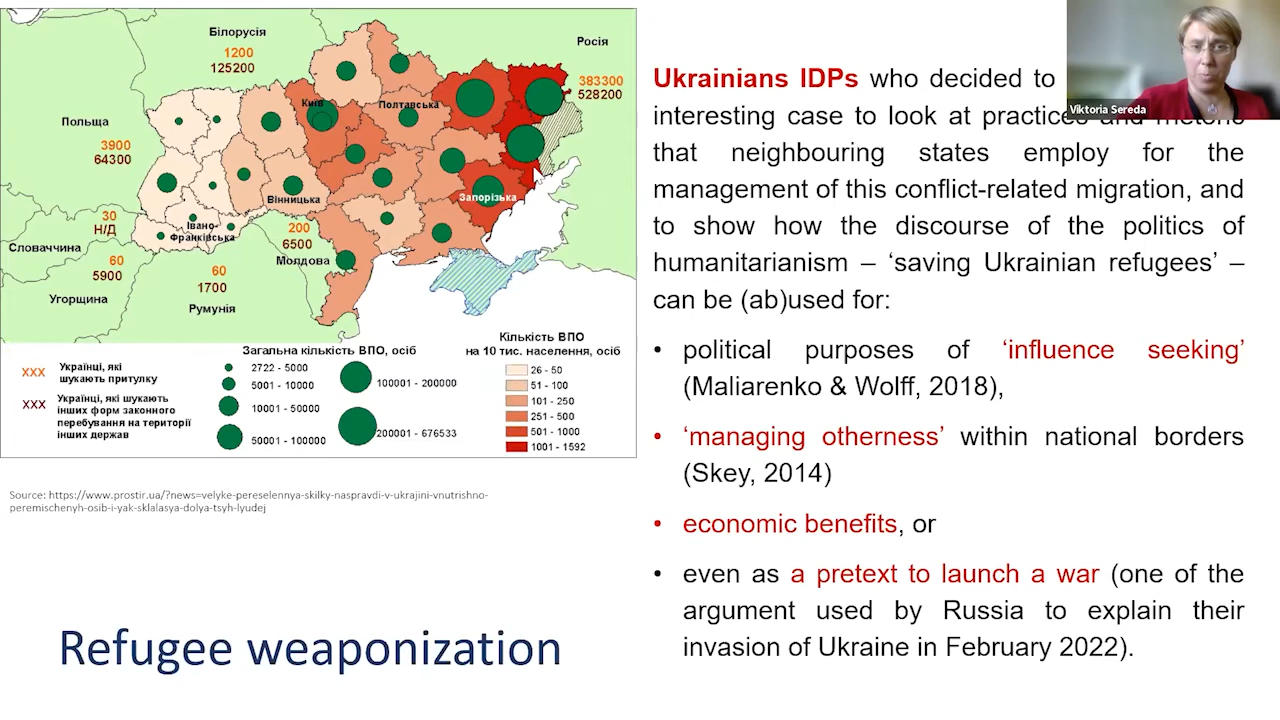 Білорусь
1200
125200
Росія
383300
528200
Київ
Полтавська
Польща
3900
64300
Вінницька
Запорізька
30
Н/Д
Словаччина
Івано-
Франківська
200
6500
Молдова
60
5900
Угорщина
60
1700
Румунія
XXX Українці, які
шукають притулку
XXX Українці, які шукають
інших форм законного
перебування на території
інших держав
Загальна кількість ВПО, осіб
2722 - 5000
5001 - 10000
10001 - 50000
50001 - 100000
100001 - 200000
200001 - 676533
Кількість ВПО
на 10 тис. населення, осіб
26 - 50
51 - 100
101 - 250
251 - 500
501 - 1000
1001 - 1592
Source: https://www.prostir.ua/?news=velyke-pereselennya-skilky-naspravdi-v-ukrajini-vnutrishno-
peremischenyh-osib-i-yak-sklalasya-dolya-tsyh-lyudej
Refugee weaponization
Ukrainians IDPs who decided to
interesting case to look at practices and rhetoric
that neighbouring states employ for the
management of this conflict-related migration, and
to show how the discourse of the politics of
humanitarianism – ‘saving Ukrainian refugees’ –
can be (ab)used for:
• political purposes of ‘influence seeking’
(Maliarenko & Wolff, 2018),
• ‘managing otherness’ within national borders
(Skey, 2014)
• economic benefits, or
• even as a pretext to launch a war (one of the
argument used by Russia to explain their
invasion of Ukraine in February 2022).
Viktoria Sereda